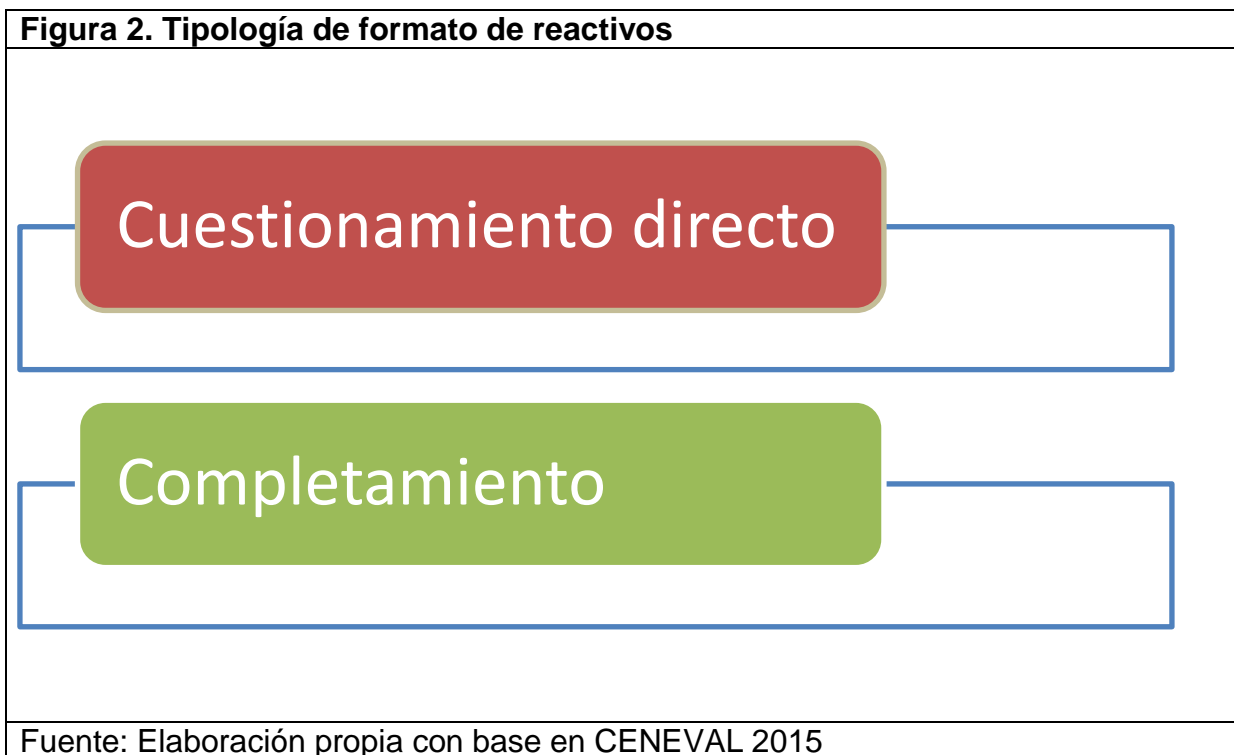 Figura 2. Tipología de formato de reactivos
Cuestionamiento directo
Completamiento
Fuente: Elaboración propia con base en CENEVAL 2015